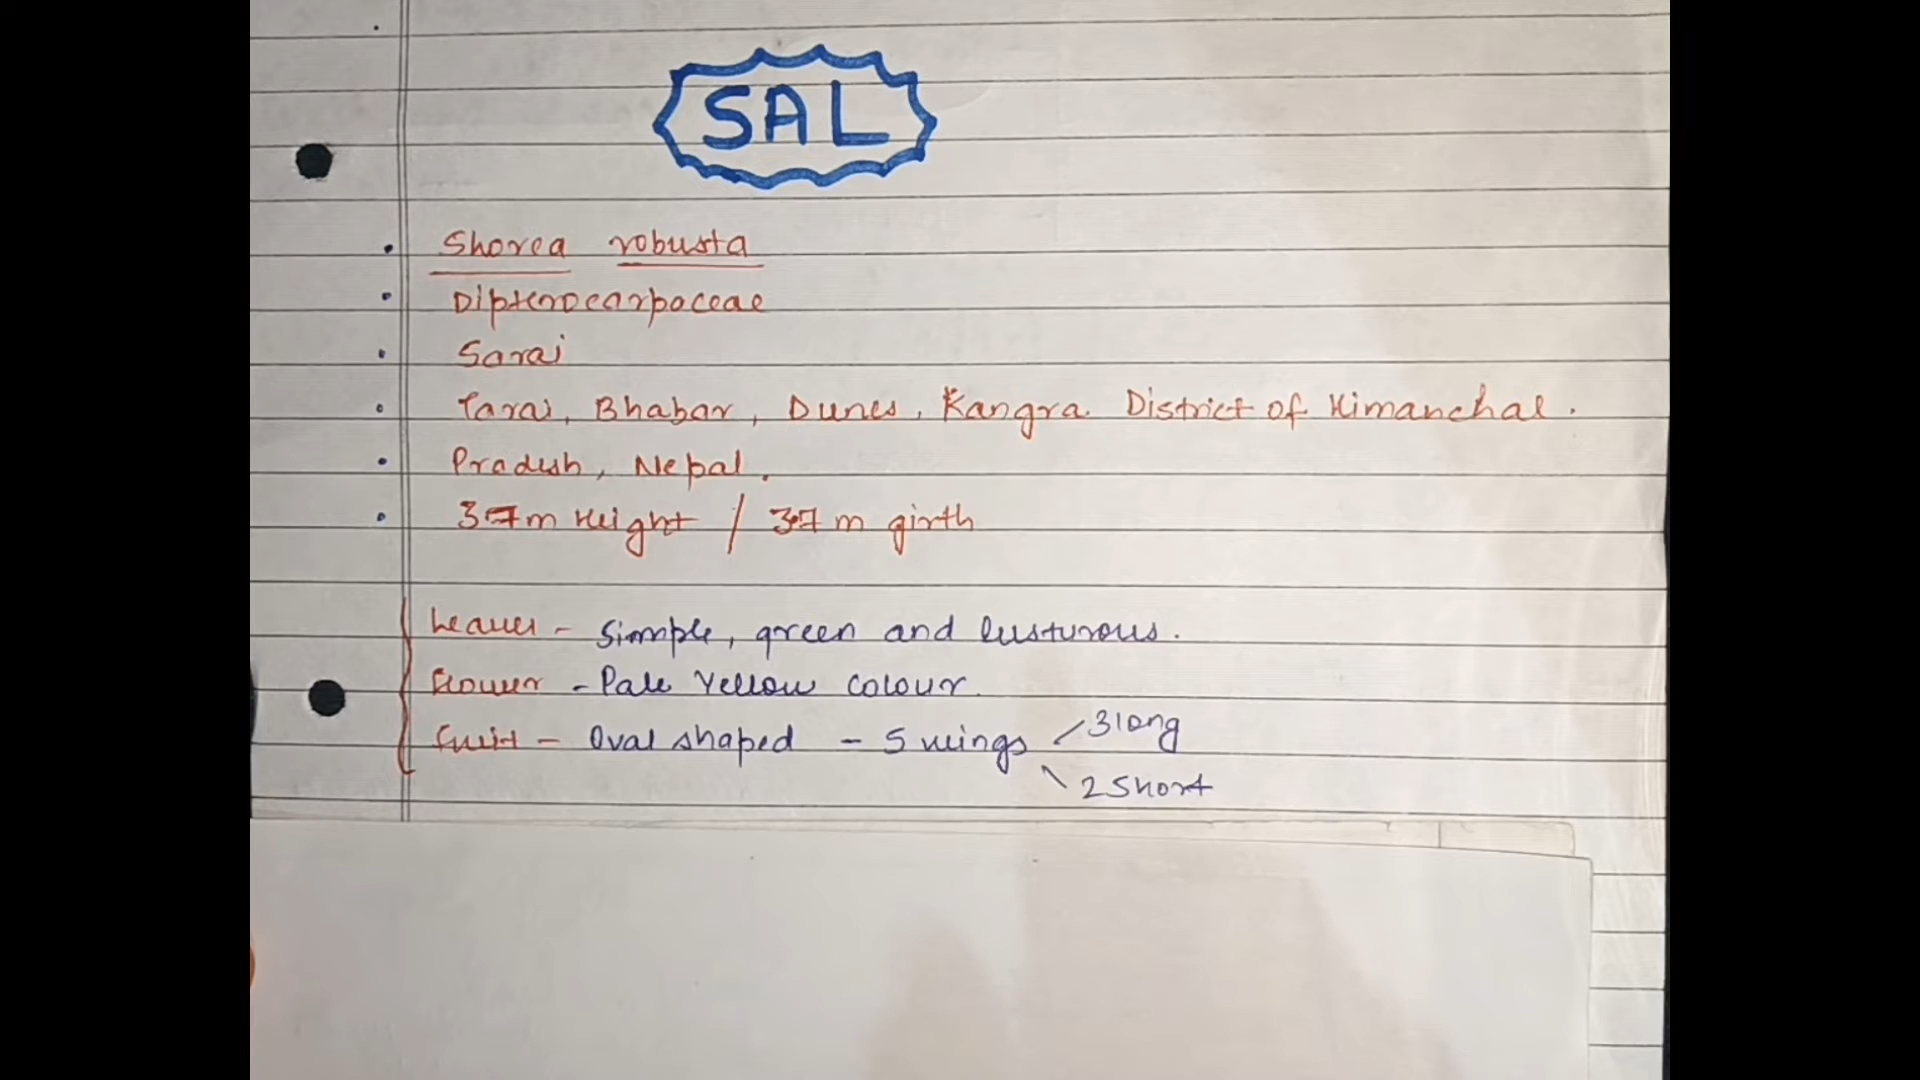 SAL
Shorea robusta
Dipterocarpaceae
Sarai
Tarai, Bhabar, Dunes, Kangra District of Himanchal.
Pradesh, Nepal.
37m Height / 3.7 m girth
Leaves - Simple, green and lusturous.
Flower - Pale Yellow colour.
Fruit - Oval shaped - 5 wings 3 long
2 Short